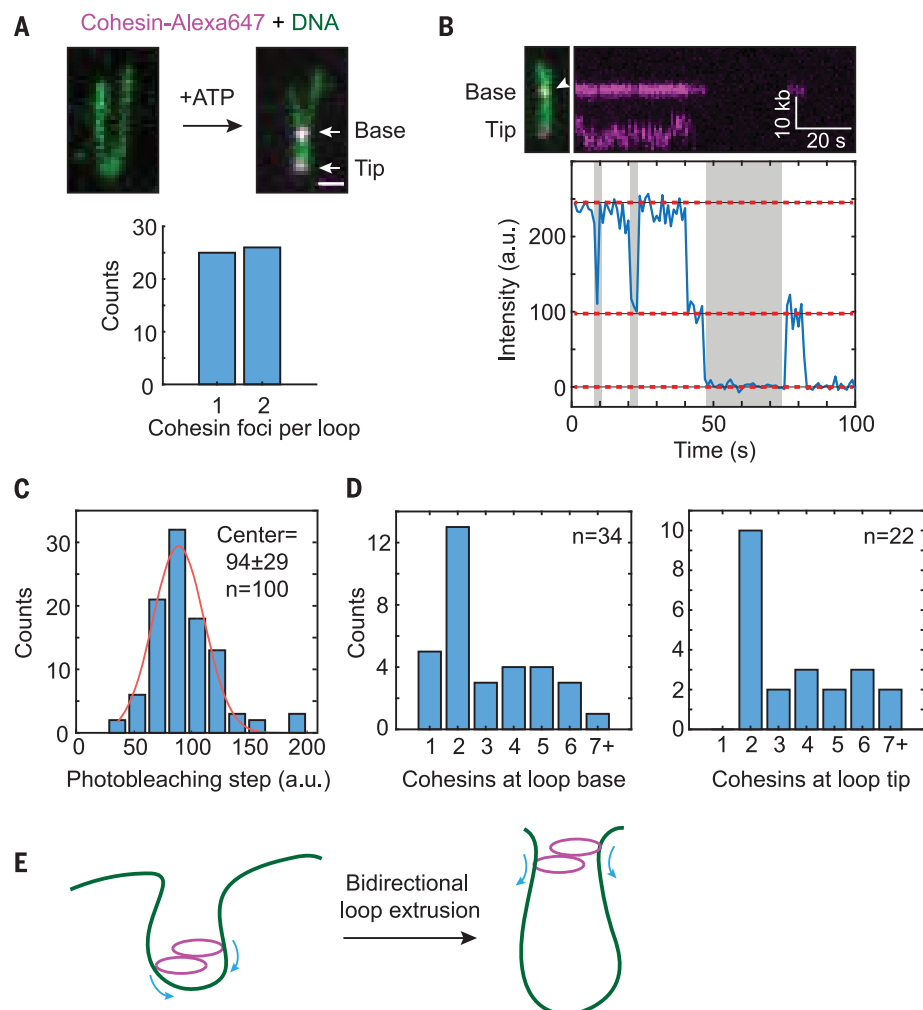 A
Cohesin-Alexa647 + DNA
+ATP
Base
Tip
30
20
10
0
Counts
1 2
Cohesin foci per loop
B
Base
Tip
10 kb
20 s
200
100
0
Intensity (a.u.)
0 50 100
Time (s)
C
Center=
94±29
n=100
30
20
10
0
Counts
0 50 100 150 200
Photobleaching step (a.u.)
D
n=34
12
8
4
0
Counts
1 2 3 4 5 6 7+
Cohesins at loop base
n=22
10
8
6
4
2
0
1 2 3 4 5 6 7+
Cohesins at loop tip
E
Bidirectional
loop extrusion